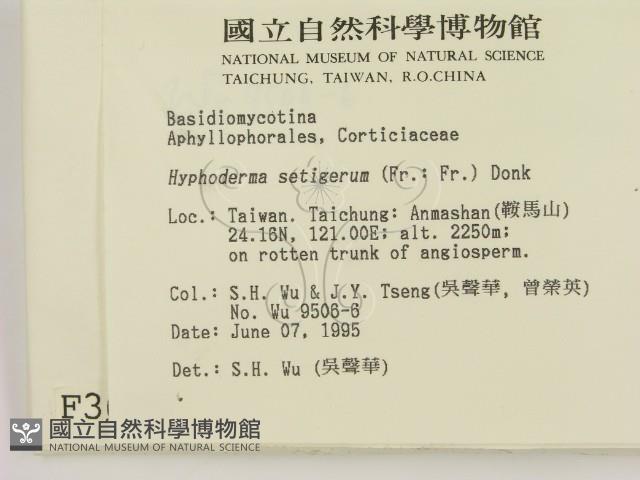 國立自然科學博物館
NATIONAL MUSEUM OF NATURAL SCIENCE
TAICHUNG, TAIWAN, R.O.CHINA
Basidiomycotina
Aphyllophorales, Corticiaceae
Hyphoderma setigerum (Fr.: Fr.) Donk
Loc.: Taiwan. Taichung: Anmashan(鞍馬山)
24.16N, 121.00E; alt. 2250m;
on rotten trunk of angiosperm.
Col.: S.H. Wu & J.Y. Tseng(吳聲華, 曾榮英)
No. Wu 9506-6
Date: June 07, 1995
Det.: S.H. Wu (吳聲華)
F3
國立自然科學博物館
NATIONAL MUSEUM OF NATURAL SCIENCE